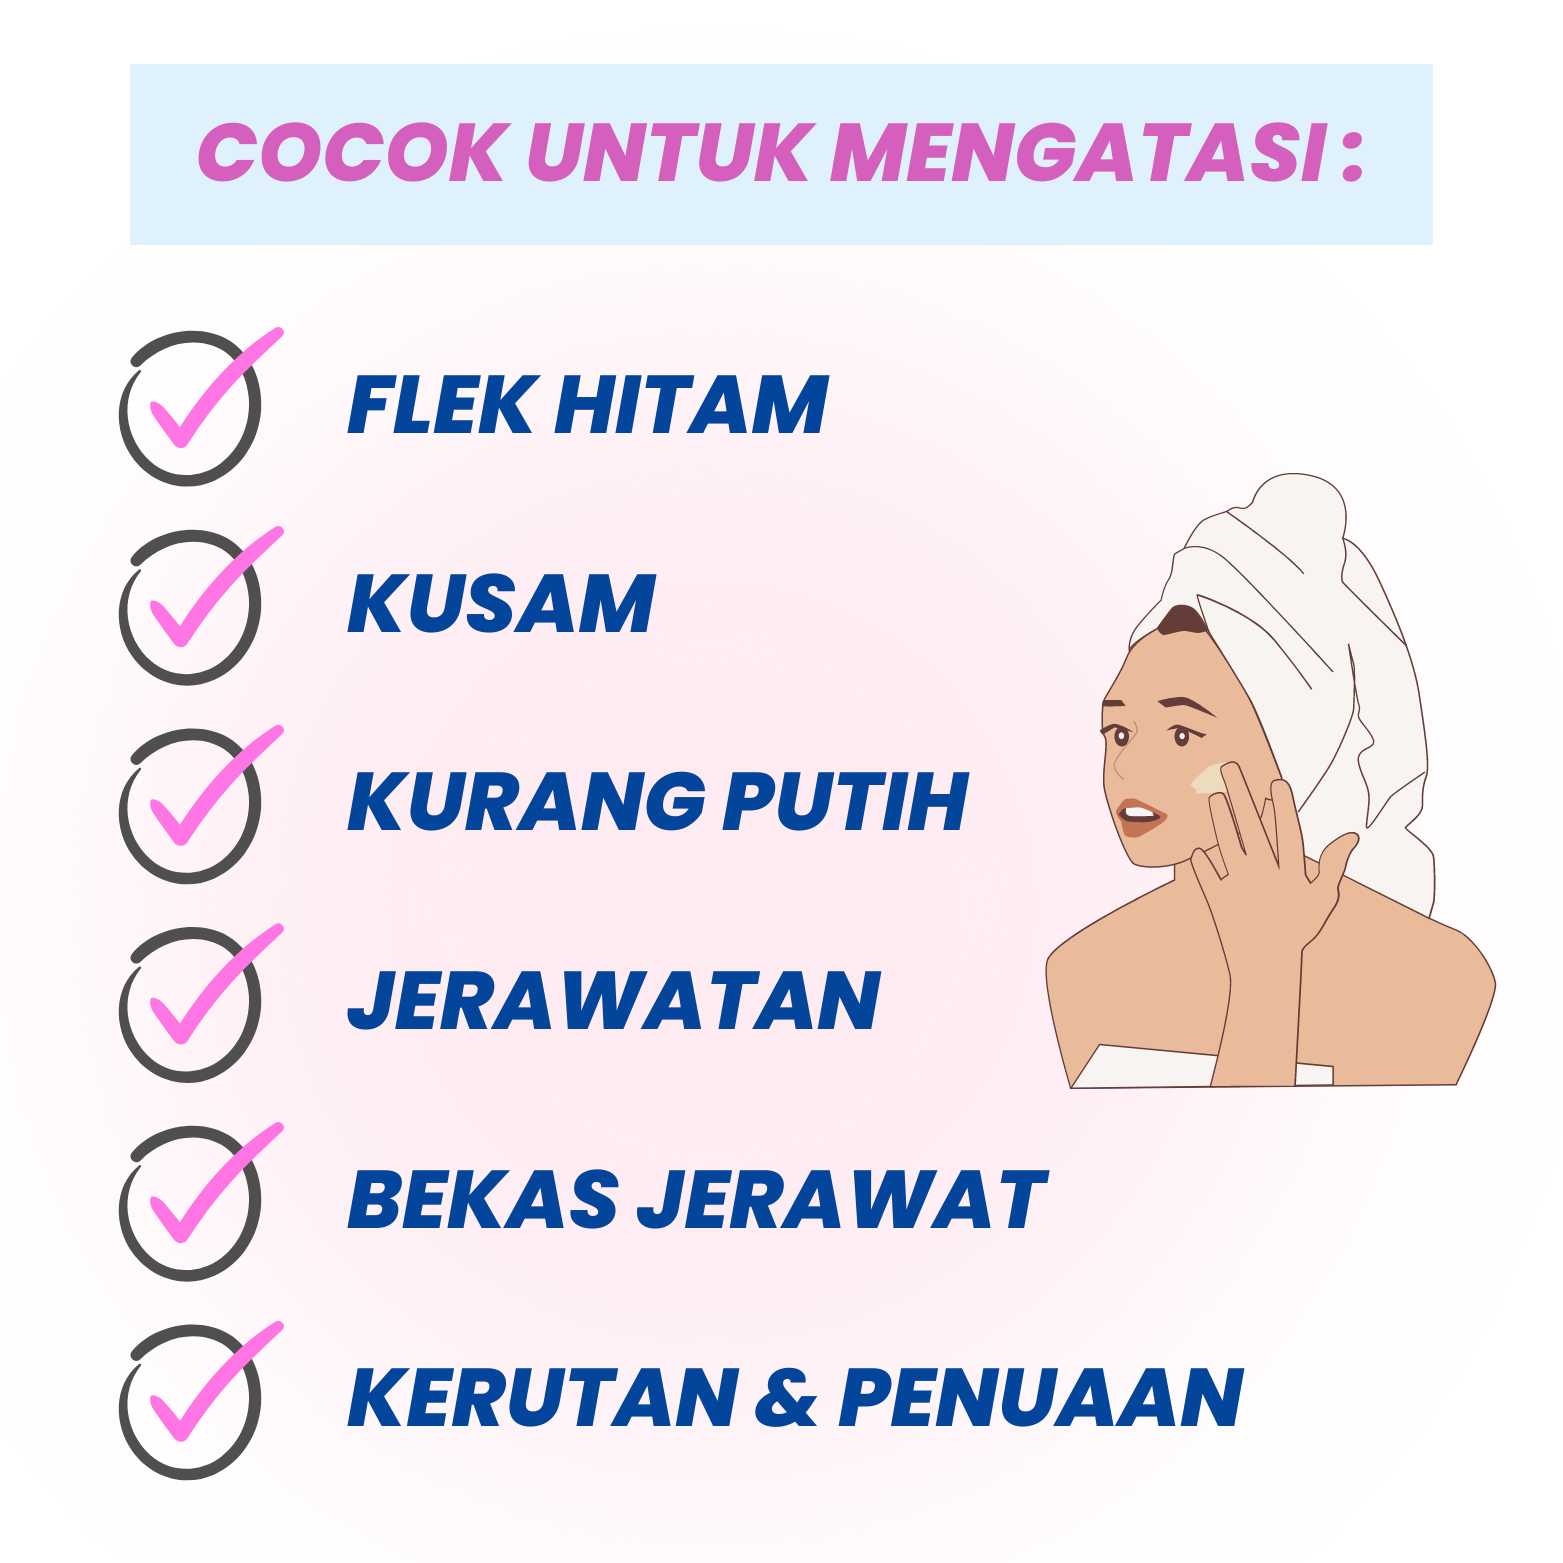 COCOK UNTUK MENGATASI :
FLEK HITAM
KUSAM
KURANG PUTIH
JERAWATAN
BEKAS JERAWAT
KERUTAN & PENUAAN